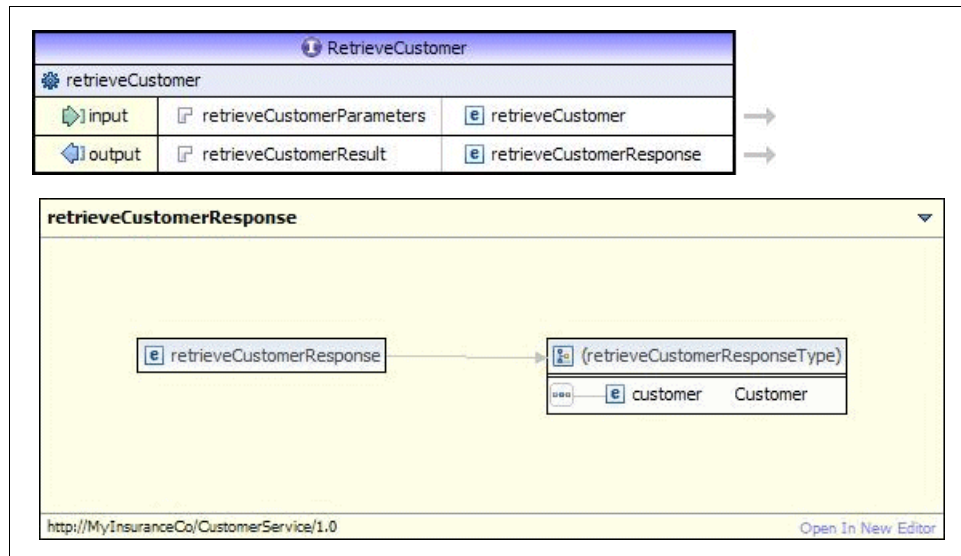 RetrieveCustomer
retrieveCustomer
input retrieveCustomerParameters e retrieveCustomer
output retrieveCustomerResult e retrieveCustomerResponse
retrieveCustomerResponse
e retrieveCustomerResponse (retrieveCustomerResponseType)
e customer Customer
http://MyInsuranceCo/CustomerService/1.0 Open In New Editor